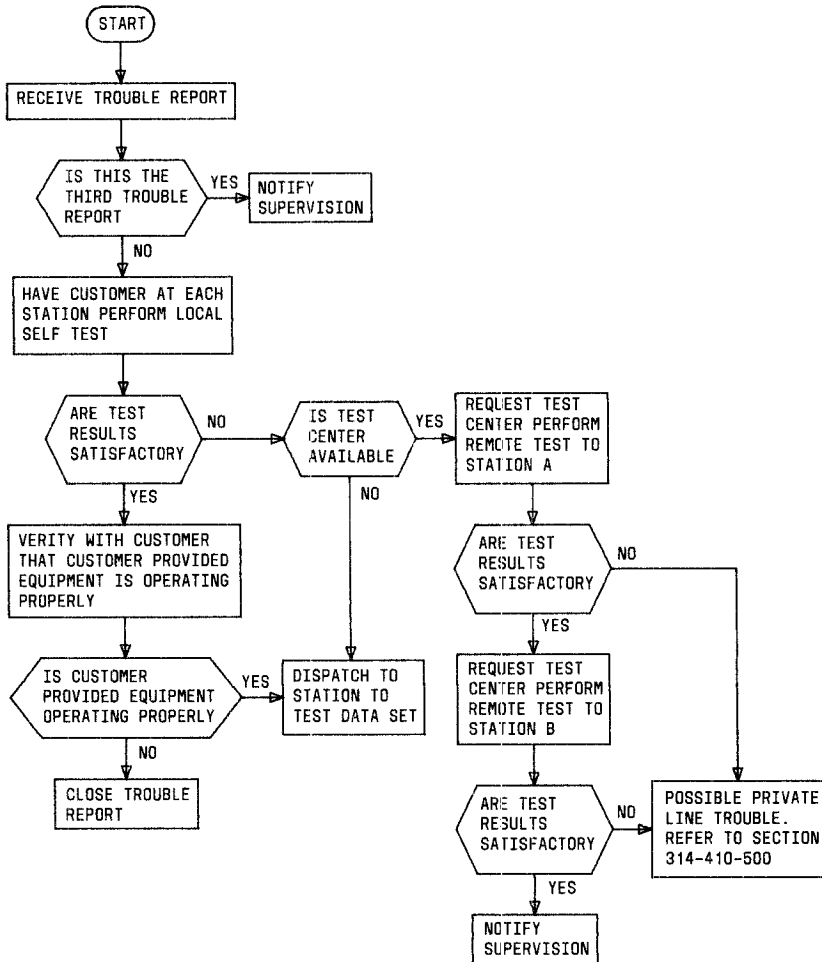 START
RECEIVE TROUBLE REPORT
IS THIS THE
THIRD TROUBLE
REPORT
YES
NOTIFY
SUPERVISION
NO
HAVE CUSTOMER AT EACH
STATION PERFORM LOCAL
SELF TEST
ARE TEST
RESULTS
SATISFACTORY
NO
IS TEST
CENTER
AVAILABLE
YES
REQUEST TEST
CENTER PERFORM
REMOTE TEST TO
STATION A
YES
NO
VERITY WITH CUSTOMER
THAT CUSTOMER PROVIDED
EQUIPMENT IS OPERATING
PROPERLY
ARE TEST
RESULTS
SATISFACTORY
NO
YES
IS CUSTOMER
PROVIDED EQUIPMENT
OPERATING PROPERLY
YES
DISPATCH TO
STATION TO
TEST DATA SET
REQUEST TEST
CENTER PERFORM
REMOTE TEST TO
STATION B
NO
CLOSE TROUBLE
REPORT
ARE TEST
RESULTS
SATISFACTORY
NO
POSSIBLE PRIVATE
LINE TROUBLE.
REFER TO SECTION
314-410-500
YES
NOTIFY
SUPERVISION